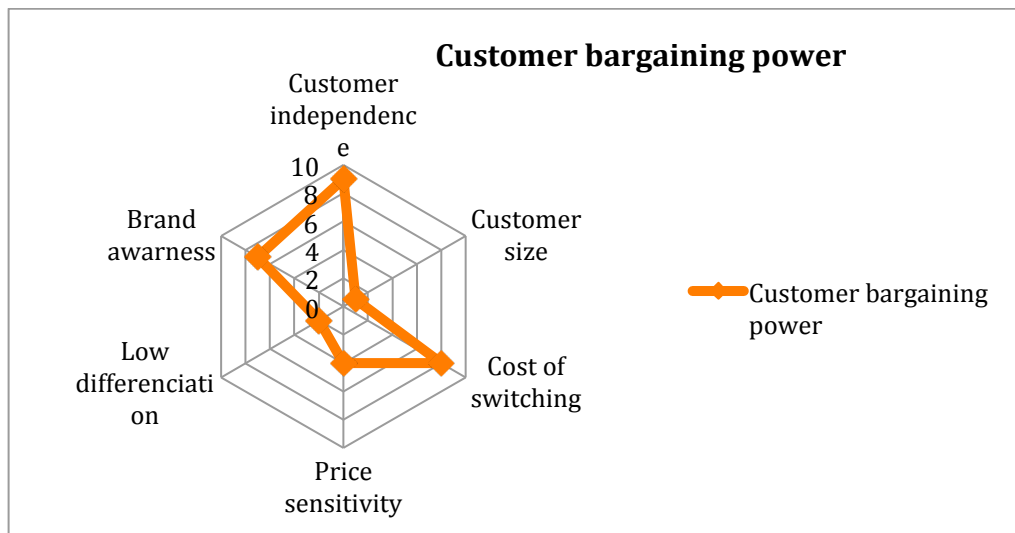 Customer bargaining power
Customer
independenc
e
10
8
6
4
2
0
Customer
size
Cost of
switching
Price
sensitivity
Low
differenciati
on
Brand
awarness
Customer bargaining
power